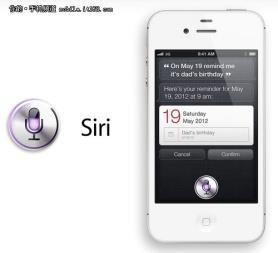 Siri
3G
9:41 AM
“ On May 19 remind me
it's dad's birthday ”
Here's your reminder for May
19, 2012 at 9 am:
19 Saturday
May 2012
Dad's birthday
Cancel
Confirm